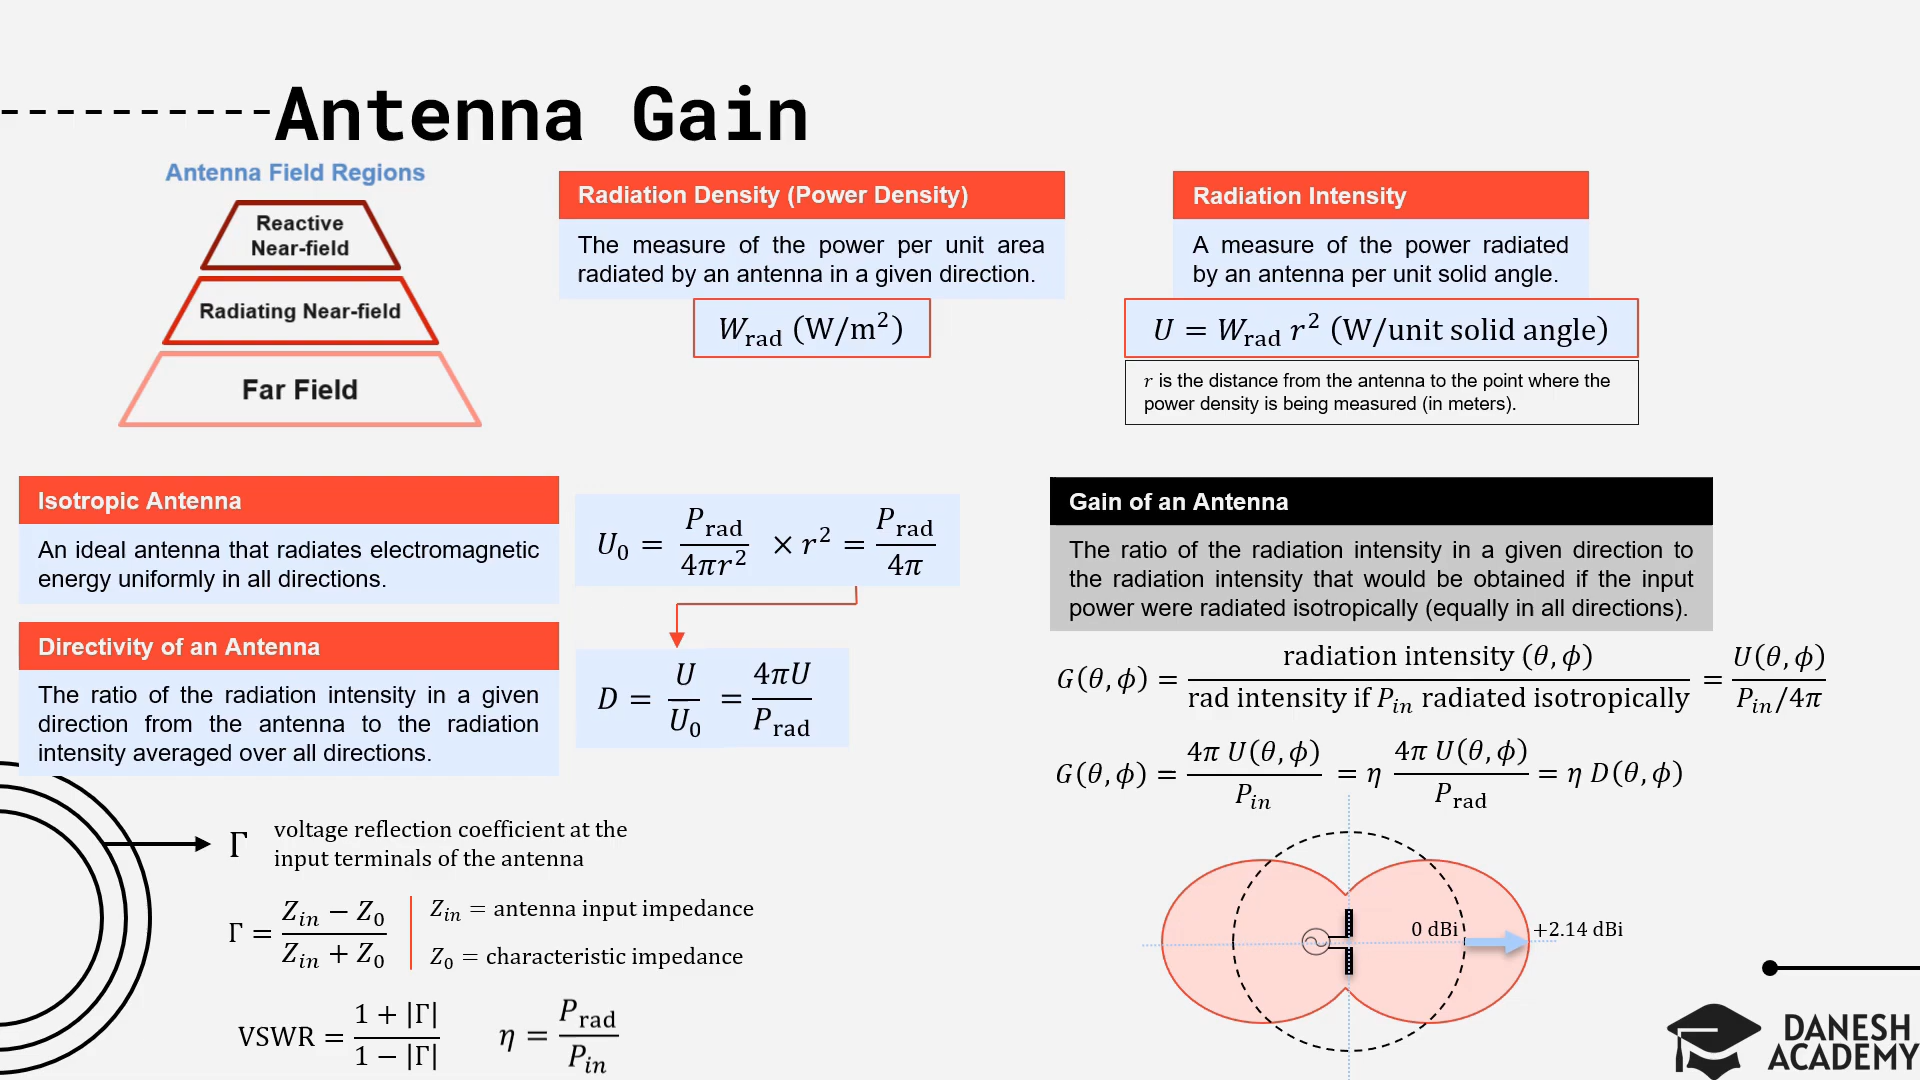 Antenna Gain
Antenna Field Regions
Reactive
Near-field
Radiating Near-field
Far Field
Radiation Density (Power Density)
The measure of the power per unit area
radiated by an antenna in a given direction.
W_rad (W/m²)
Radiation Intensity
A measure of the power radiated
by an antenna per unit solid angle.
U = W_rad r² (W/unit solid angle)
r is the distance from the antenna to the point where the
power density is being measured (in meters).
Isotropic Antenna
An ideal antenna that radiates electromagnetic
energy uniformly in all directions.
U₀ = P_rad/4πr² × r² = P_rad/4π
Directivity of an Antenna
The ratio of the radiation intensity in a given
direction from the antenna to the radiation
intensity averaged over all directions.
D = U/U₀ = 4πU/P_rad
Gain of an Antenna
The ratio of the radiation intensity in a given direction to
the radiation intensity that would be obtained if the input
power were radiated isotropically (equally in all directions).
G(θ, ϕ) = radiation intensity (θ, ϕ)/rad intensity if P_in radiated isotropically = U(θ, ϕ)/P_in/4π
G(θ, ϕ) = 4π U(θ, ϕ)/P_in = η 4π U(θ, ϕ)/P_rad = η D(θ, ϕ)
Γ voltage reflection coefficient at the
input terminals of the antenna
Γ = Z_in − Z₀/Z_in + Z₀
Z_in = antenna input impedance
Z₀ = characteristic impedance
VSWR = 1 + |Γ|/1 − |Γ|
η = P_rad/P_in
0 dBi
+2.14 dBi
DANESH
ACADEMY